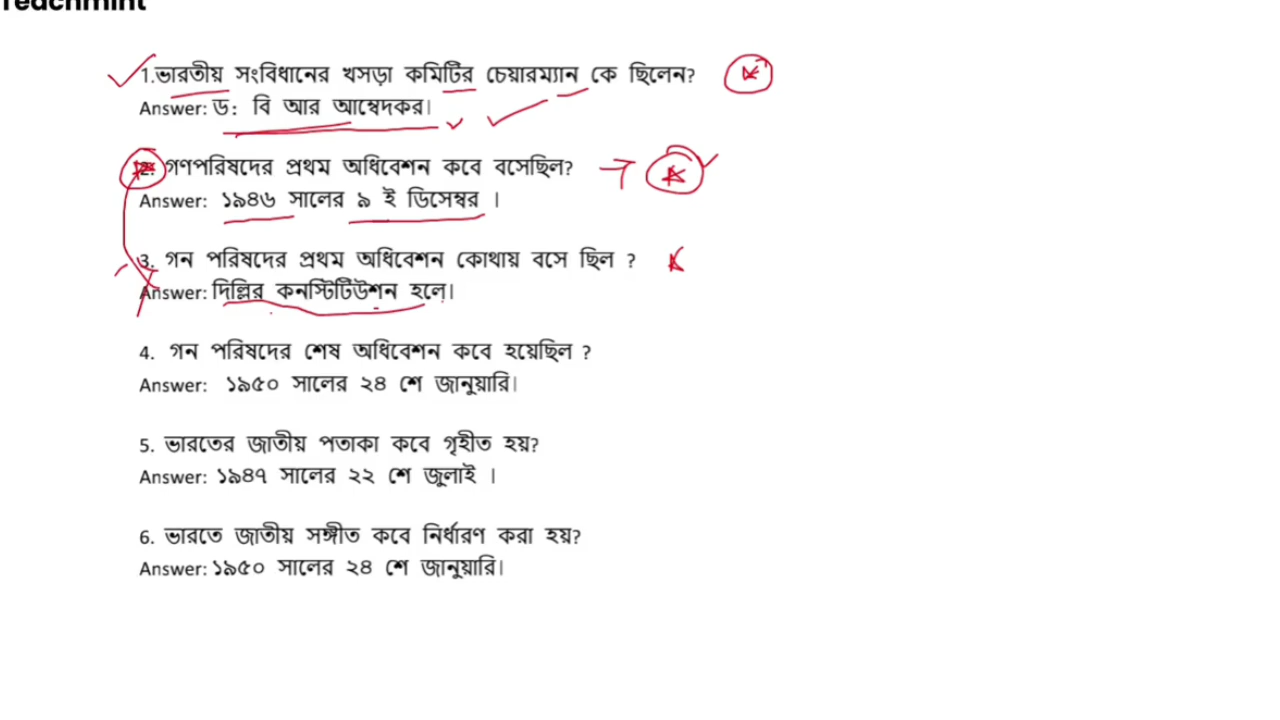 Teachmint
1.ভারতীয় সংবিধানের খসড়া কমিটির চেয়ারম্যান কে ছিলেন?
Answer: ড: বি আর আম্বেদকর।
2. গণপরিষদের প্রথম অধিবেশন কবে বসেছিল?
Answer: ১৯৪৬ সালের ৯ ই ডিসেম্বর ।
3. গন পরিষদের প্রথম অধিবেশন কোথায় বসে ছিল ?
Answer: দিল্লির কনস্টিটিউশন হলে।
4. গন পরিষদের শেষ অধিবেশন কবে হয়েছিল ?
Answer: ১৯৫০ সালের ২৪ শে জানুয়ারি।
5. ভারতের জাতীয় পতাকা কবে গৃহীত হয়?
Answer: ১৯৪৭ সালের ২২ শে জুলাই ।
6. ভারতে জাতীয় সঙ্গীত কবে নির্ধারণ করা হয়?
Answer: ১৯৫০ সালের ২৪ শে জানুয়ারি।